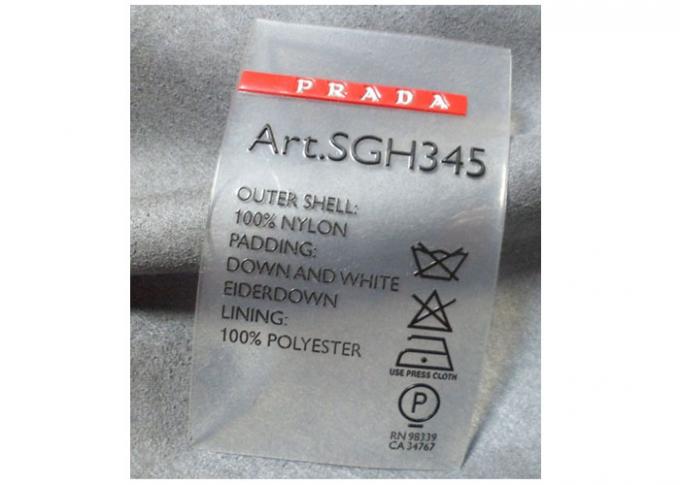 PRADA
Art.SGH345
OUTER SHELL:
100% NYLON
PADDING:
DOWN AND WHITE
EIDERDOWN
LINING:
100% POLYESTER
USE PRESS CLOTH
P
RN 98339
CA 34767